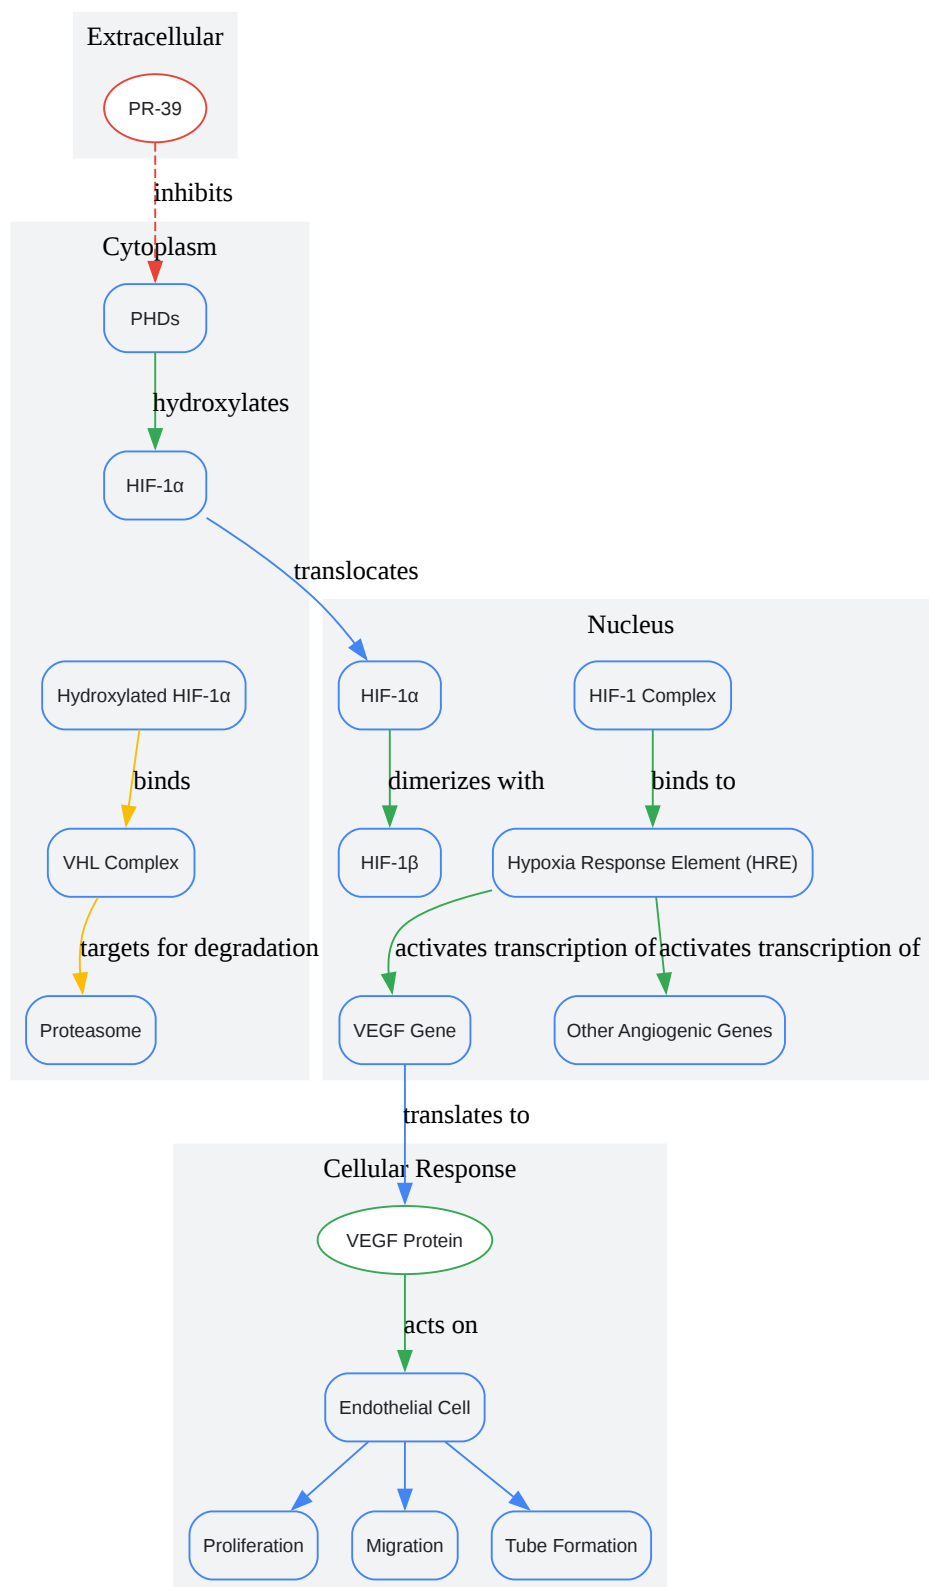 Extracellular
PR-39
inhibits
Cytoplasm
PHDs
hydroxylates
HIF-1α
translocates
Nucleus
Hydroxylated HIF-1α
HIF-1α
HIF-1 Complex
binds
dimerizes with
binds to
VHL Complex
HIF-1β
Hypoxia Response Element (HRE)
targets for degradation
activates transcription of
activates transcription of
Proteasome
VEGF Gene
Other Angiogenic Genes
translates to
Cellular Response
VEGF Protein
acts on
Endothelial Cell
Proliferation
Migration
Tube Formation